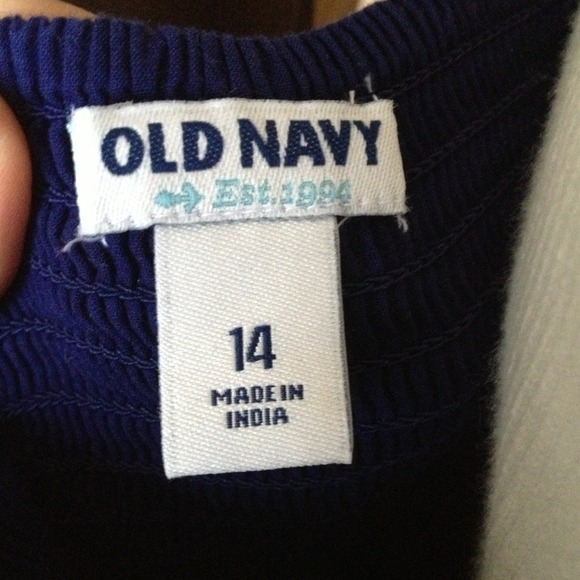 OLD NAVY
Est. 1994
14
MADE IN
INDIA